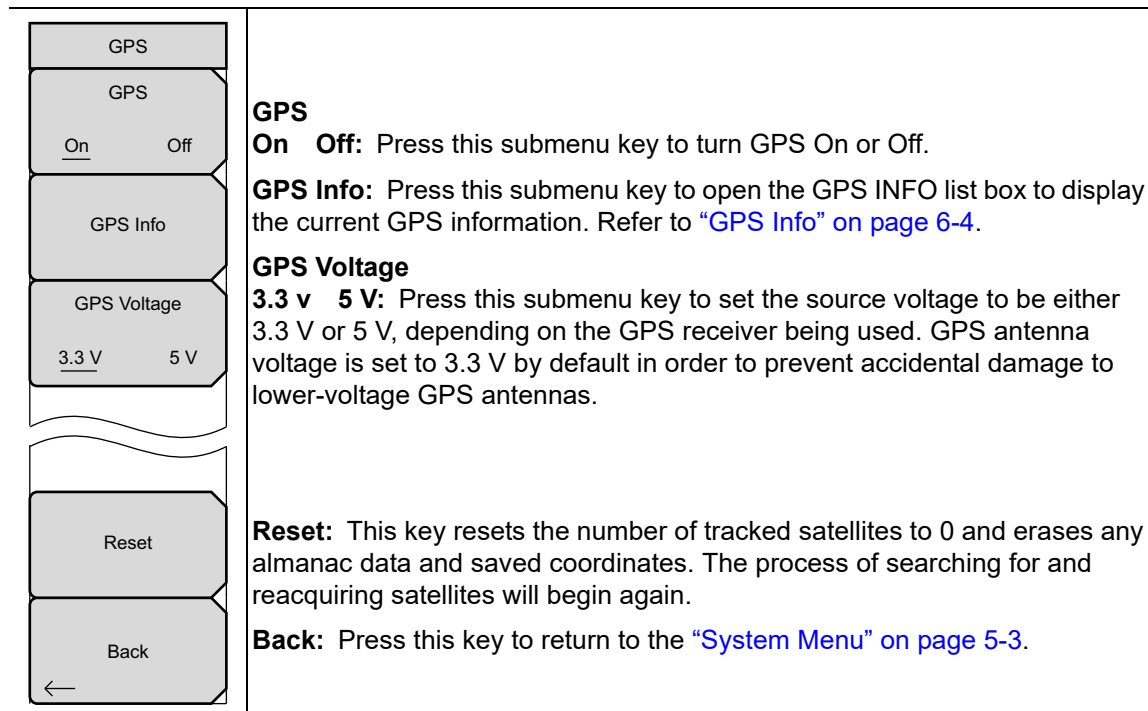 GPS
GPS
On Off
GPS Info
GPS Voltage
3.3 V 5 V
Reset
Back
GPS
On Off: Press this submenu key to turn GPS On or Off.
GPS Info: Press this submenu key to open the GPS INFO list box to display
the current GPS information. Refer to “GPS Info” on page 6-4.
GPS Voltage
3.3 v 5 V: Press this submenu key to set the source voltage to be either
3.3 V or 5 V, depending on the GPS receiver being used. GPS antenna
voltage is set to 3.3 V by default in order to prevent accidental damage to
lower-voltage GPS antennas.
Reset: This key resets the number of tracked satellites to 0 and erases any
almanac data and saved coordinates. The process of searching for and
reacquiring satellites will begin again.
Back: Press this key to return to the “System Menu” on page 5-3.